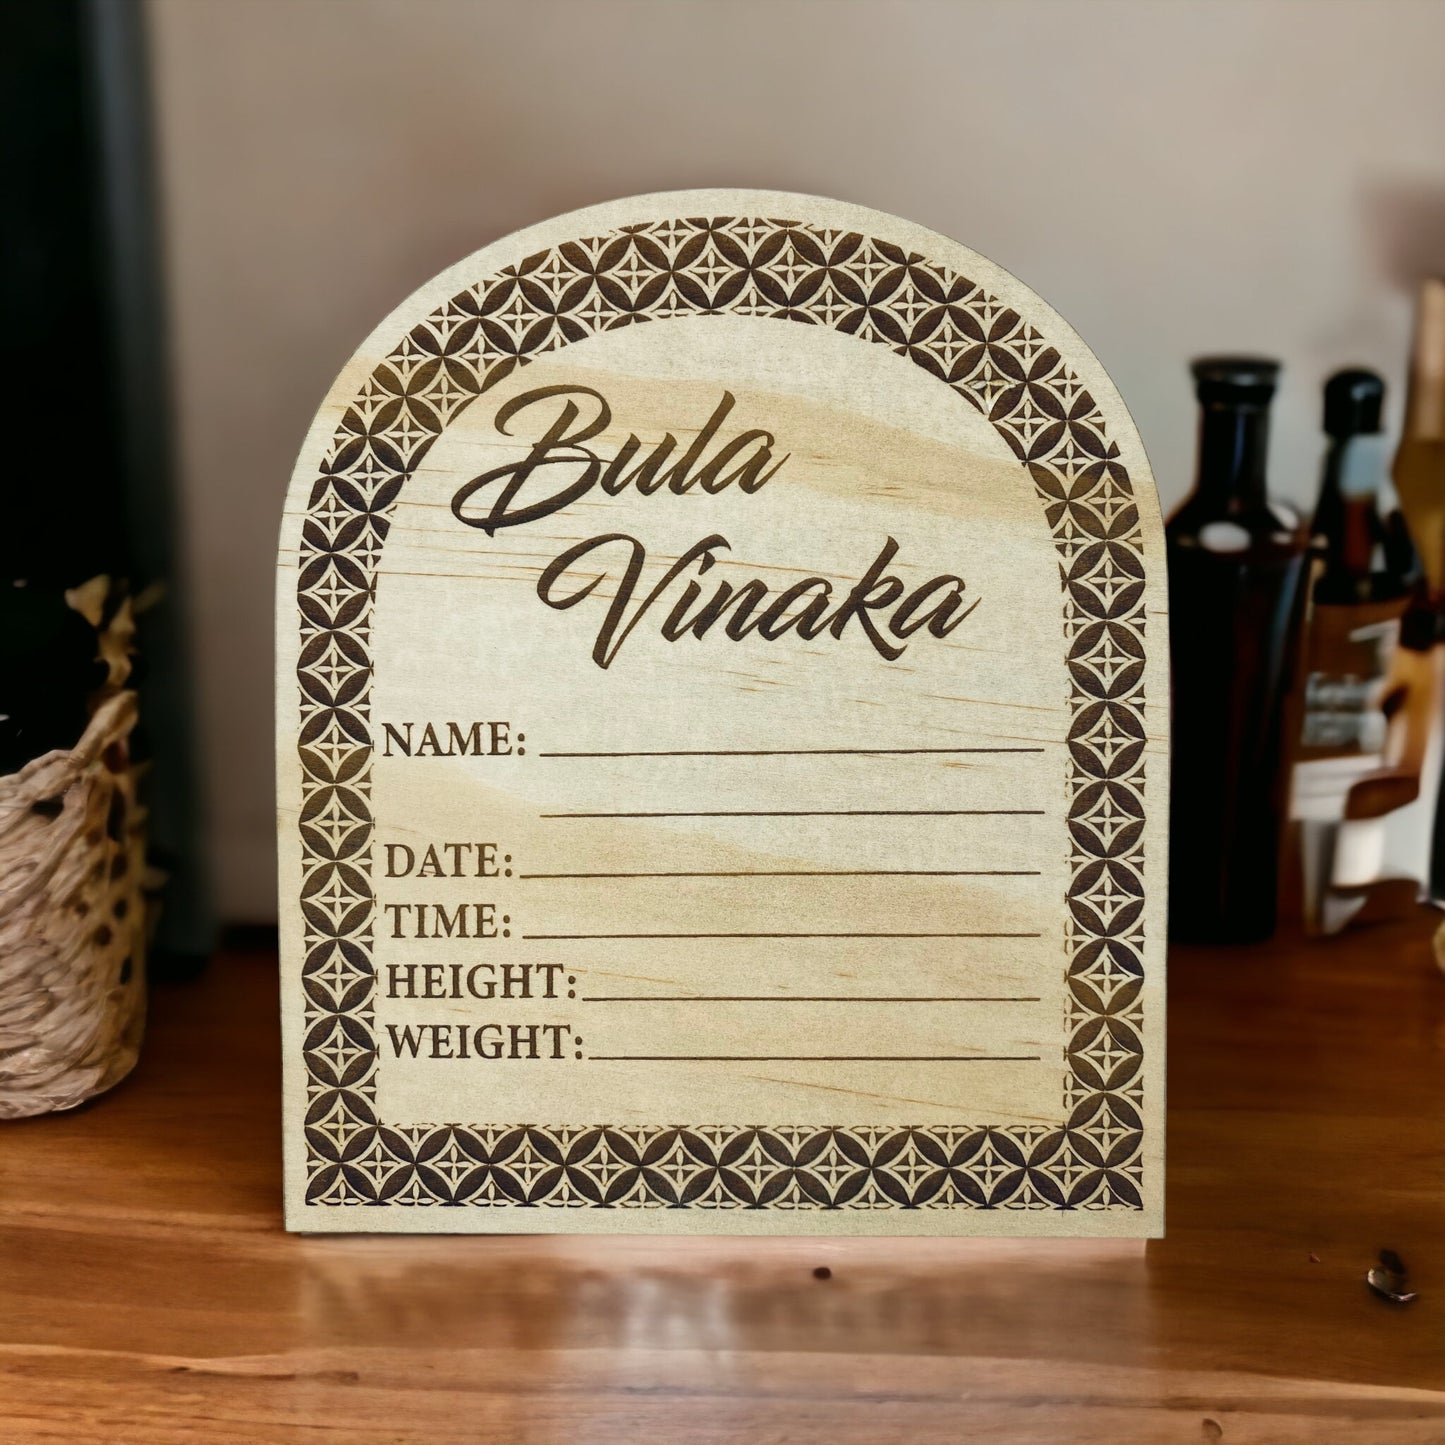 Bula
Vinaka
NAME:
DATE:
TIME:
HEIGHT:
WEIGHT: